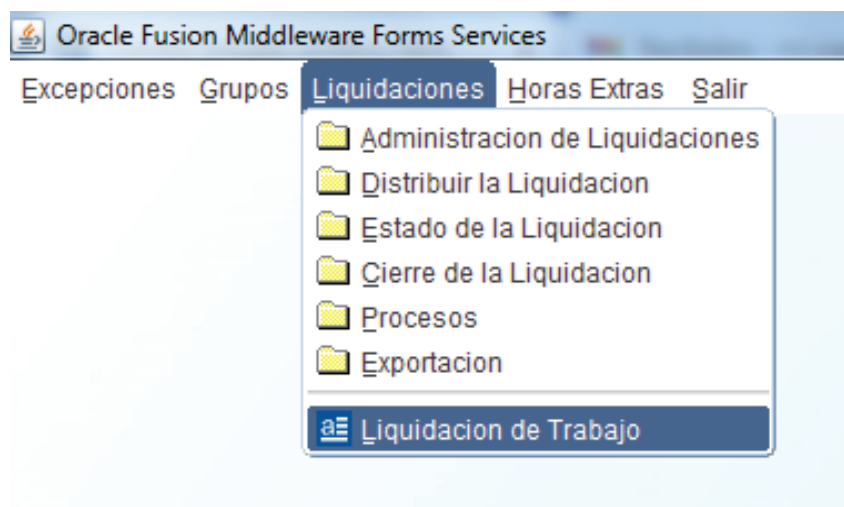 Oracle Fusion Middleware Forms Services
Excepciones Grupos Liquidaciones Horas Extras Salir
Administracion de Liquidaciones
Distribuir la Liquidacion
Estado de la Liquidacion
Cierre de la Liquidacion
Procesos
Exportacion
Liquidacion de Trabajo